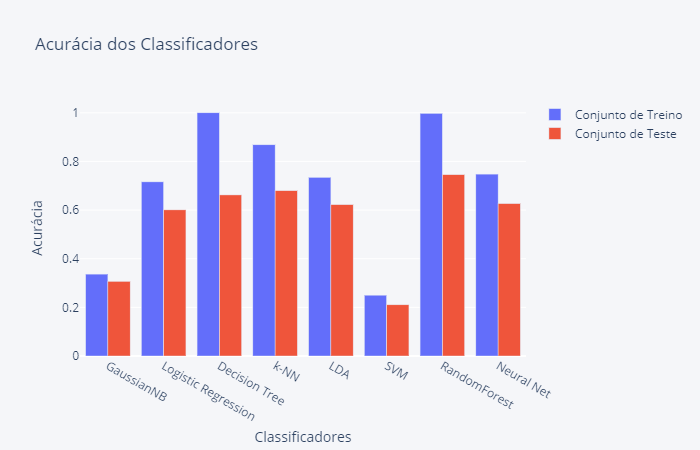 Acurácia dos Classificadores
Conjunto de Treino
Conjunto de Teste
Acurácia
1
0.8
0.6
0.4
0.2
0
GaussianNB
Logistic Regression
Decision Tree
k-NN
LDA
SVM
RandomForest
Neural Net
Classificadores